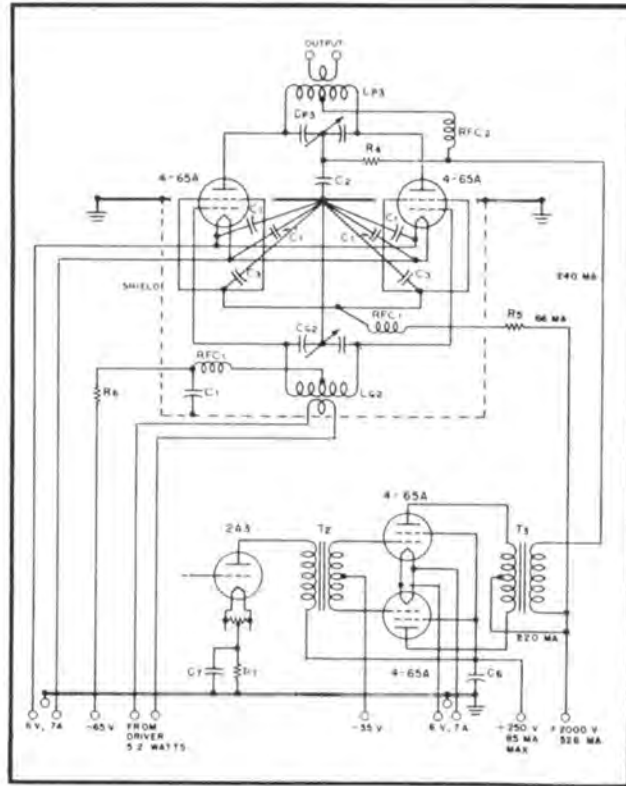 OUTPUT
LP3
CP3
RFC2
R4
4-65A
4-65A
C2
C1
C1
C1
C1
C3
C3
SHIELD
240 MA
RFC1
R5
66 MA
CG2
RFC1
R6
C1
LG2
4-65A
2A3
T2
T3
220 MA
C7
R7
4-65A
C6
6 V, 7A
-65 V
FROM
DRIVER
5.2 WATTS
-35 V
6 V, 7A
+250 V
85 MA
MAX
+2000 V
526 MA